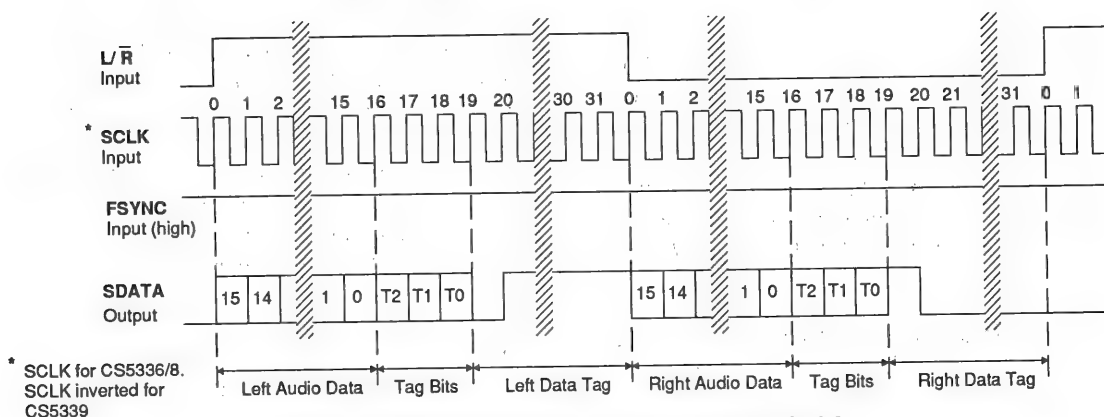 L/R̅
Input
0 1 2 15 16 17 18 19 20 30 31 0 1 2 15 16 17 18 19 20 21 31 0 1
* SCLK
Input
FSYNC
Input (high)
SDATA
Output
15 14 1 0 T2 T1 T0 15 14 1 0 T2 T1 T0
Left Audio Data Tag Bits Left Data Tag Right Audio Data Tag Bits Right Data Tag
* SCLK for CS5336/8.
SCLK inverted for
CS5339